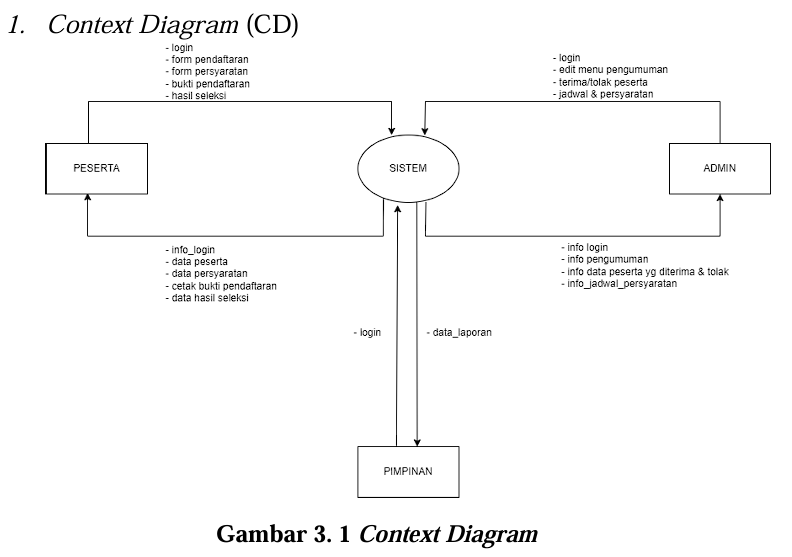 1. Context Diagram (CD)
- login
- form pendaftaran
- form persyaratan
- bukti pendaftaran
- hasil seleksi
- login
- edit menu pengumuman
- terima/tolak peserta
- jadwal & persyaratan
PESERTA
SISTEM
ADMIN
- info_login
- data peserta
- data persyaratan
- cetak bukti pendaftaran
- data hasil seleksi
- info login
- info pengumuman
- info data peserta yg diterima & tolak
- info_jadwal_persyaratan
- login
- data_laporan
PIMPINAN
Gambar 3. 1 Context Diagram